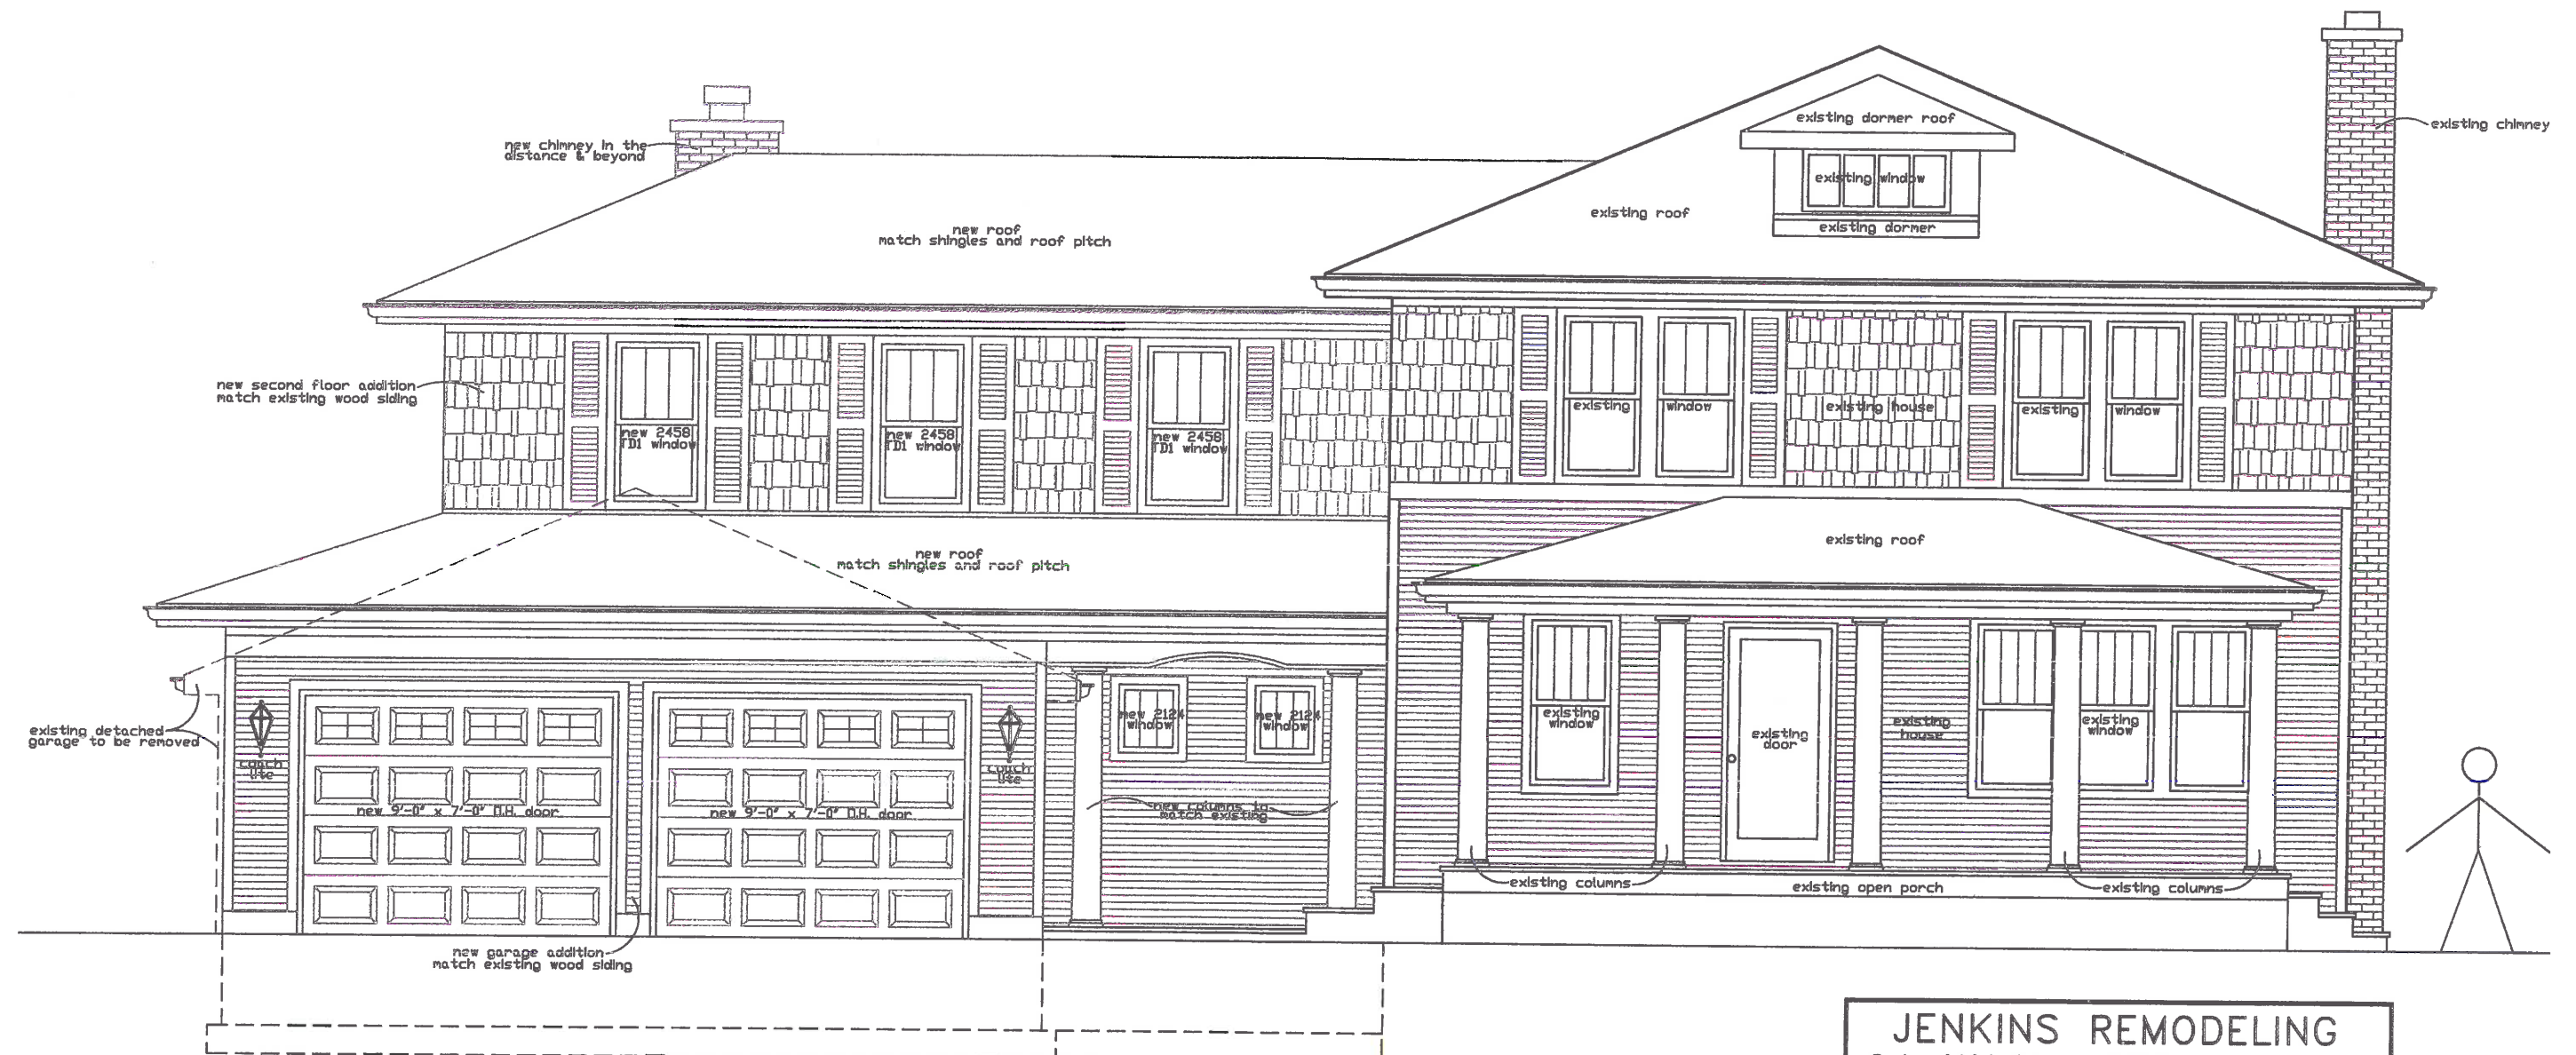 existing dormer roof
new chimney in the
distance & beyond
existing chimney
existing window
existing roof
existing dormer
new roof
match shingles and roof pitch
new second floor addition
match existing wood siding
new 2458
TD1 window
new 2458
TD1 window
new 2458
TD1 window
existing window
existing house
existing window
new roof
match shingles and roof pitch
existing roof
existing detached
garage to be removed
coach
lite
coach
lite
new 2124
window
new 2124
window
existing
window
existing
door
existing
house
existing
window
new 9'-0" x 7'-0" O.H. door
new 9'-0" x 7'-0" O.H. door
new columns to
match existing
existing columns
existing open porch
existing columns
new garage addition
match existing wood siding
JENKINS REMODELING